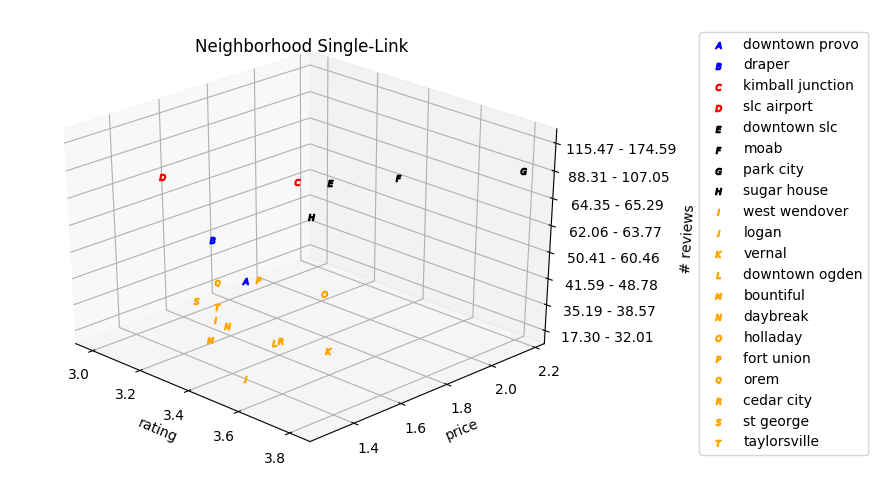 Neighborhood Single-Link
A downtown provo
B draper
C kimball junction
D slc airport
E downtown slc
F moab
G park city
H sugar house
I west wendover
J logan
K vernal
L downtown ogden
M bountiful
N daybreak
O holladay
P fort union
Q orem
R cedar city
S st george
T taylorsville
115.47 - 174.59
88.31 - 107.05
64.35 - 65.29
62.06 - 63.77
50.41 - 60.46
41.59 - 48.78
35.19 - 38.57
17.30 - 32.01
# reviews
D
C
E
F
G
H
B
A
P
Q
O
S
T
I
N
M
L
R
K
J
3.0
3.2
3.4
3.6
3.8
rating
1.4
1.6
1.8
2.0
2.2
price